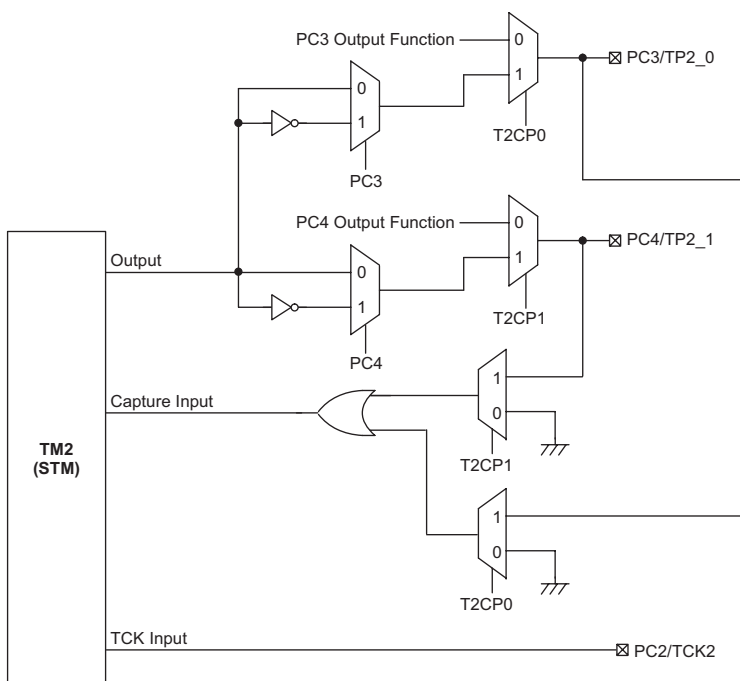 PC3 Output Function
0
1
PC3/TP2_0
T2CP0
0
1
PC3
PC4 Output Function
0
1
PC4/TP2_1
T2CP1
Output
0
1
PC4
1
0
T2CP1
Capture Input
TM2
(STM)
1
0
T2CP0
TCK Input
PC2/TCK2